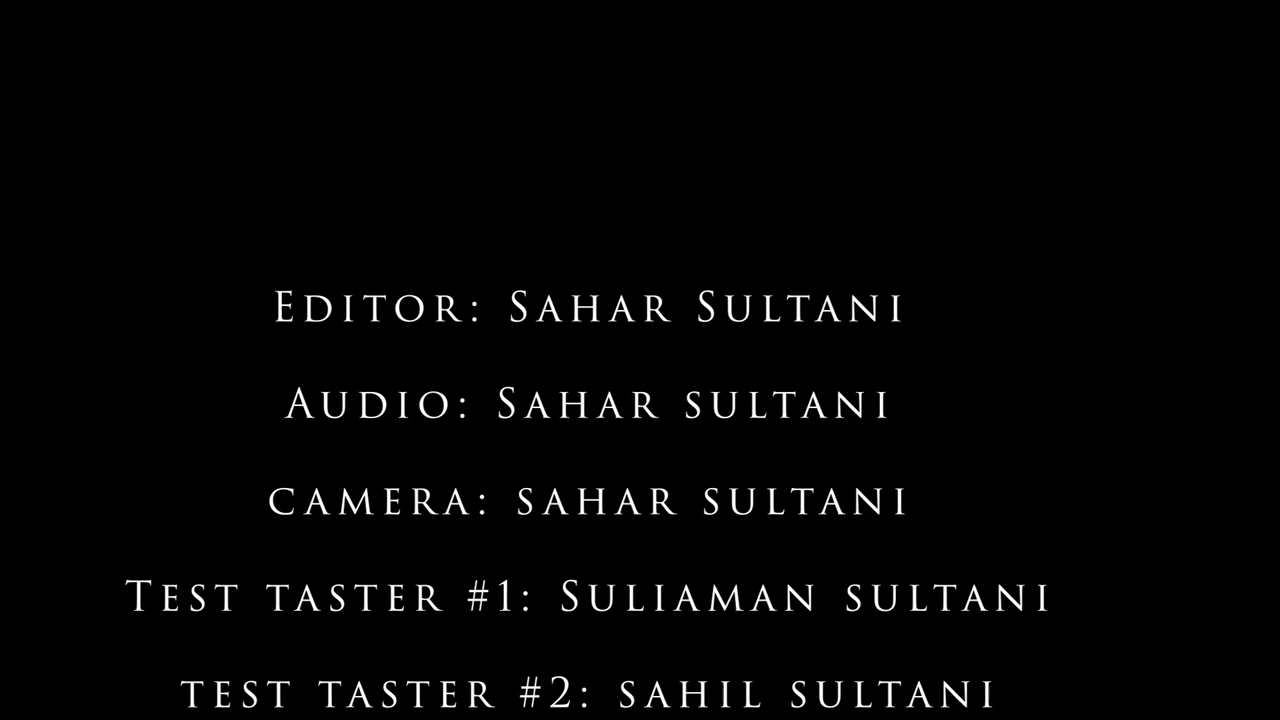 Editor: Sahar Sultani
Audio: Sahar sultani
camera: sahar sultani
Test taster #1: Suliaman sultani
test taster #2: sahil sultani